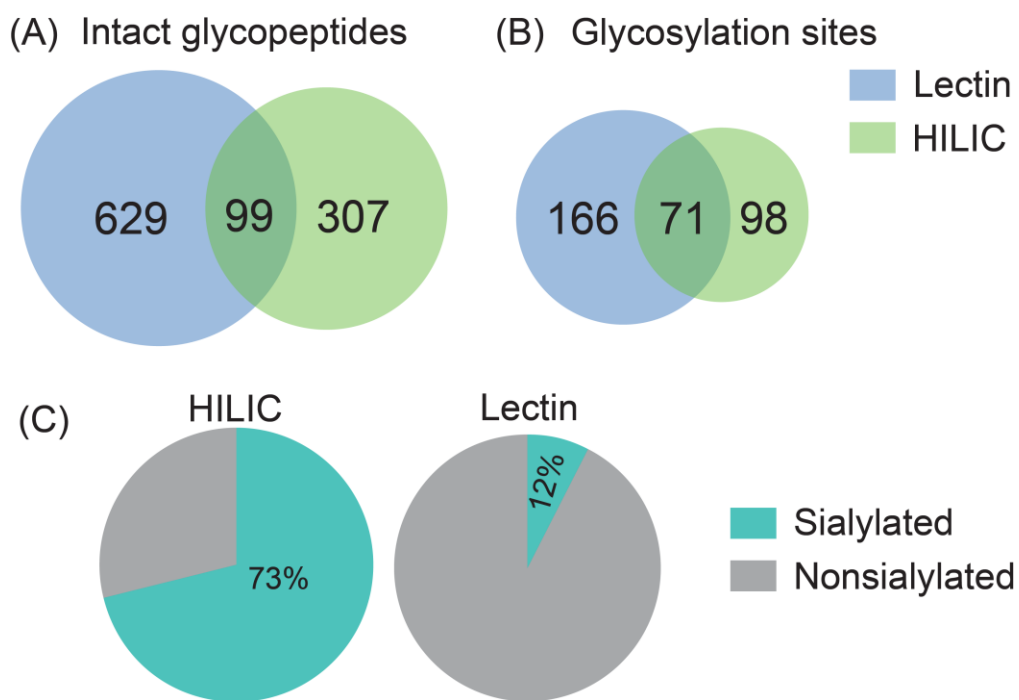 (A) Intact glycopeptides
629 99 307
(B) Glycosylation sites
166 71 98
Lectin
HILIC
(C)
HILIC
73%
Lectin
12%
Sialylated
Nonsialylated